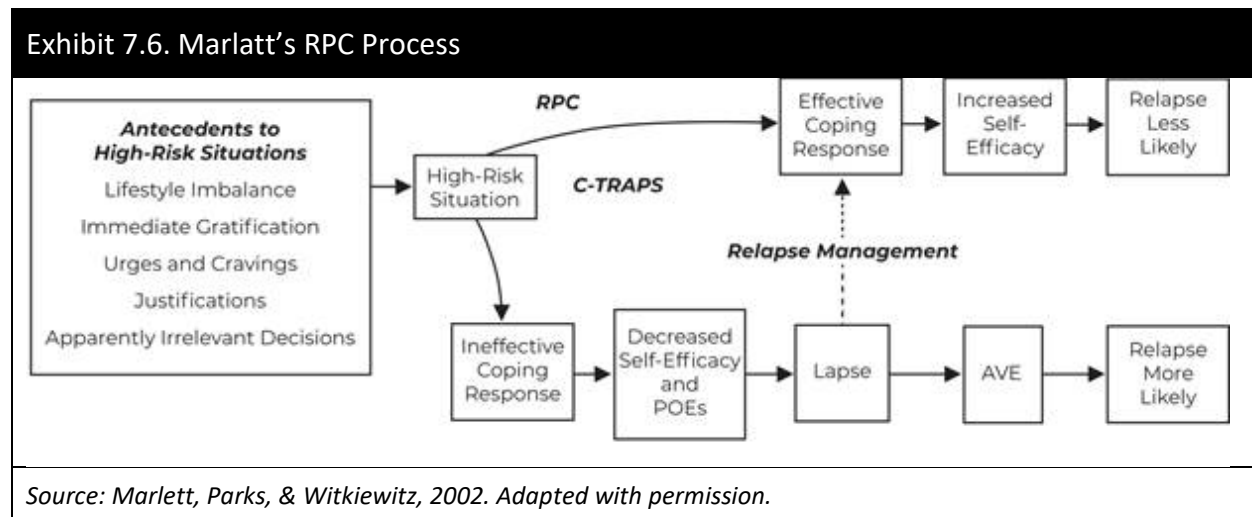 Exhibit 7.6. Marlatt’s RPC Process
Antecedents to
High-Risk Situations
Lifestyle Imbalance
Immediate Gratification
Urges and Cravings
Justifications
Apparently Irrelevant Decisions
High-Risk
Situation
RPC
C-TRAPS
Effective
Coping
Response
Increased
Self-
Efficacy
Relapse
Less
Likely
Relapse Management
Ineffective
Coping
Response
Decreased
Self-Efficacy
and
POEs
Lapse
AVE
Relapse
More
Likely
Source: Marlett, Parks, & Witkiewitz, 2002. Adapted with permission.